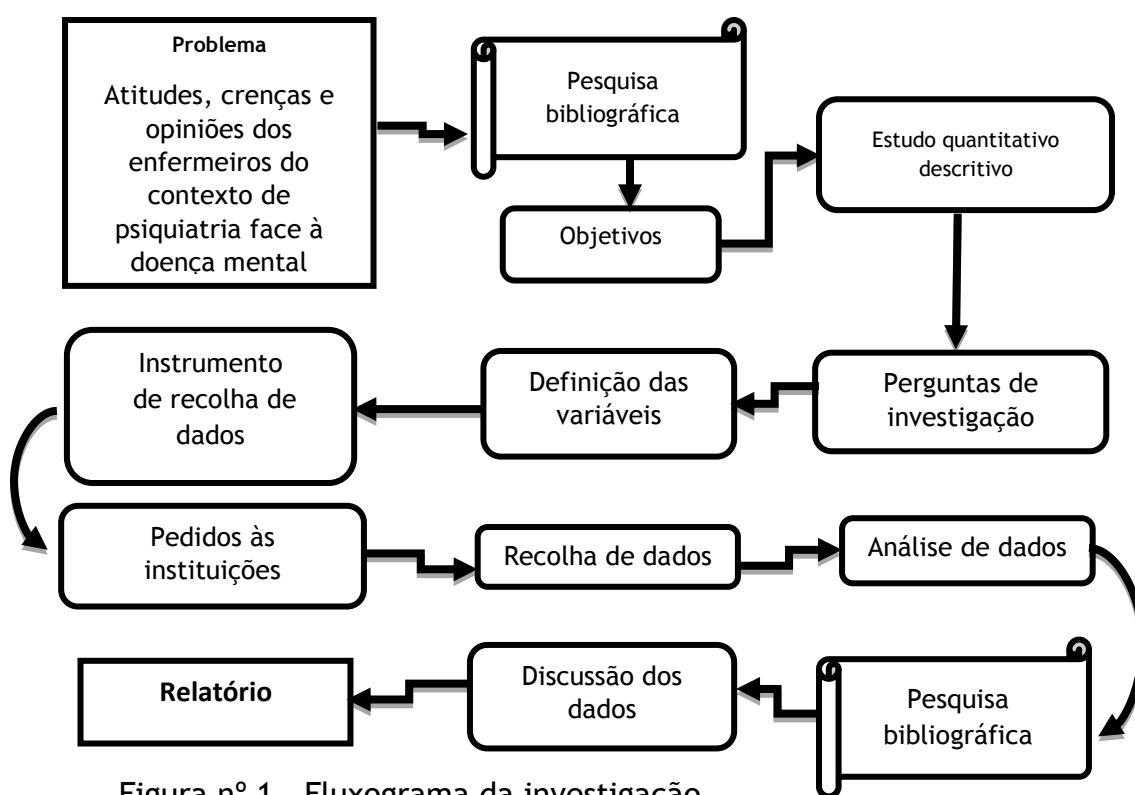 Problema
Atitudes, crenças e
opiniões dos
enfermeiros do
contexto de
psiquiatria face à
doença mental
Pesquisa
bibliográfica
Objetivos
Estudo quantitativo
descritivo
Perguntas de
investigação
Definição das
variáveis
Instrumento
de recolha de
dados
Pedidos às
instituições
Recolha de dados
Análise de dados
Pesquisa
bibliográfica
Discussão dos
dados
Relatório
Figura nº 1 - Fluxograma da investigação